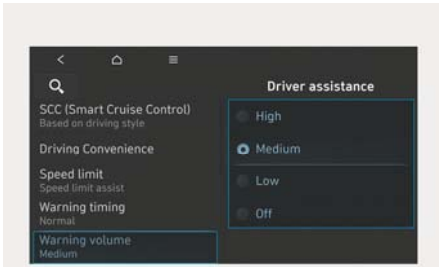 Driver assistance
SCC (Smart Cruise Control)
Based on driving style
Driving Convenience
Speed limit
Speed limit assist
Warning timing
Normal
Warning volume
Medium
High
Medium
Low
Off